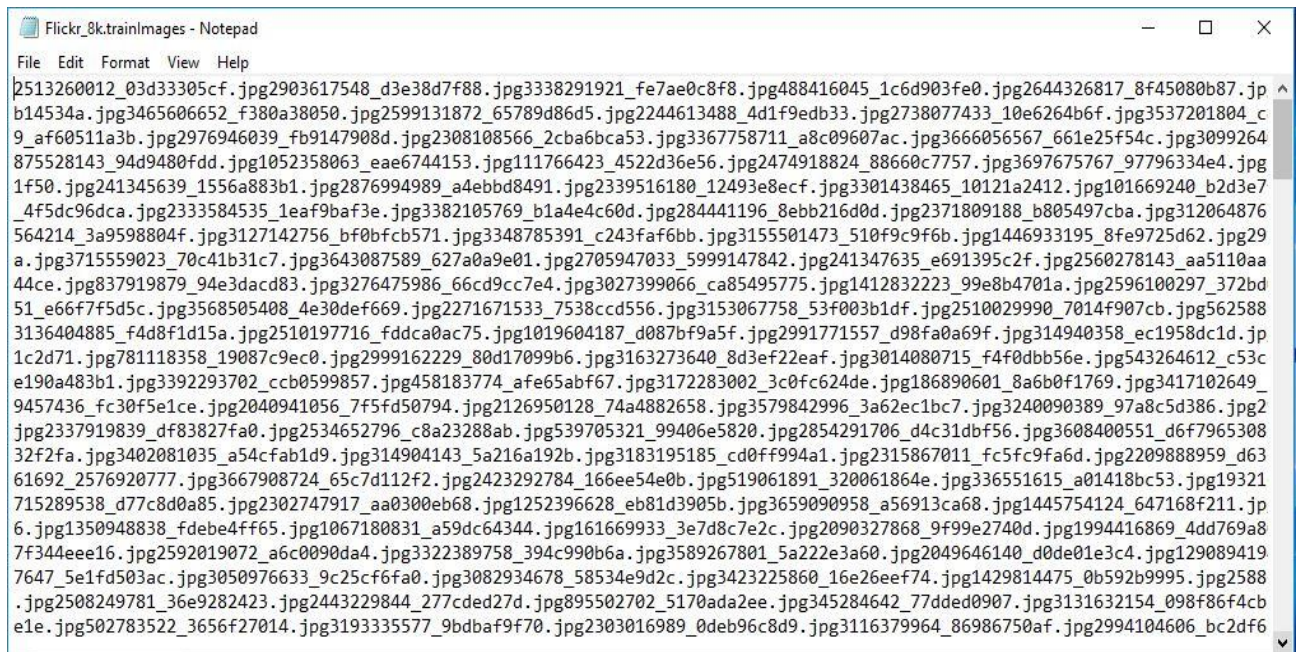 Flickr_8k.trainImages - Notepad
File Edit Format View Help
2513260012_03d33305cf.jpg2903617548_d3e38d7f88.jpg3338291921_fe7ae0c8f8.jpg488416045_1c6d903fe0.jpg2644326817_8f45080b87.jp
b14534a.jpg3465606652_f380a38050.jpg2599131872_65789d86d5.jpg2244613488_4d1f9edb33.jpg2738077433_10e6264b6f.jpg3537201804_c
9_af60511a3b.jpg2976946039_fb9147908d.jpg2308108566_2cba6bca53.jpg3367758711_a8c09607ac.jpg3666056567_661e25f54c.jpg3099264
875528143_94d9480fdd.jpg1052358063_eae6744153.jpg111766423_4522d36e56.jpg2474918824_88660c7757.jpg3697675767_97796334e4.jpg
1f50.jpg241345639_1556a883b1.jpg2876994989_a4ebbd8491.jpg2339516180_12493e8ecf.jpg3301438465_10121a2412.jpg101669240_b2d3e7
_4f5dc96dca.jpg2333584535_1eaf9baf3e.jpg3382105769_b1a4e4c60d.jpg284441196_8ebb216d0d.jpg2371809188_b805497cba.jpg312064876
564214_3a9598804f.jpg3127142756_bf0bfcb571.jpg3348785391_c243faf6bb.jpg3155501473_510f9c9f6b.jpg1446933195_8fe9725d62.jpg29
a.jpg3715559023_70c41b31c7.jpg3643087589_627a0a9e01.jpg2705947033_5999147842.jpg241347635_e691395c2f.jpg2560278143_aa5110aa
44ce.jpg837919879_94e3dacd83.jpg3276475986_66cd9cc7e4.jpg3027399066_ca85495775.jpg1412832223_99e8b4701a.jpg2596100297_372bd
51_e66f7f5d5c.jpg3568505408_4e30def669.jpg2271671533_7538ccd556.jpg3153067758_53f003b1df.jpg2510029990_7014f907cb.jpg562588
3136404885_f4d8f1d15a.jpg2510197716_fddca0ac75.jpg1019604187_d087bf9a5f.jpg2991771557_d98fa0a69f.jpg314940358_ec1958dc1d.jp
1c2d71.jpg781118358_19087c9ec0.jpg2999162229_80d17099b6.jpg3163273640_8d3ef22eaf.jpg3014080715_f4f0dbb56e.jpg543264612_c53c
e190a483b1.jpg3392293702_ccb0599857.jpg458183774_afe65abf67.jpg3172283002_3c0fc624de.jpg186890601_8a6b0f1769.jpg3417102649_
9457436_fc30f5e1ce.jpg2040941056_7f5fd50794.jpg2126950128_74a4882658.jpg3579842996_3a62ec1bc7.jpg3240090389_97a8c5d386.jpg2
jpg2337919839_df83827fa0.jpg2534652796_c8a23288ab.jpg539705321_99406e5820.jpg2854291706_d4c31dbf56.jpg3608400551_d6f7965308
32f2fa.jpg3402081035_a54cfab1d9.jpg314904143_5a216a192b.jpg3183195185_cd0ff994a1.jpg2315867011_fc5fc9fa6d.jpg2209888959_d63
61692_2576920777.jpg3667908724_65c7d112f2.jpg2423292784_166ee54e0b.jpg519061891_320061864e.jpg336551615_a01418bc53.jpg19321
715289538_d77c8d0a85.jpg2302747917_aa0300eb68.jpg1252396628_eb81d3905b.jpg3659090958_a56913ca68.jpg1445754124_647168f211.jp
6.jpg1350948838_fdebe4ff65.jpg1067180831_a59dc64344.jpg161669933_3e7d8c7e2c.jpg2090327868_9f99e2740d.jpg1994416869_4dd769a8
7f344eee16.jpg2592019072_a6c0090da4.jpg3322389758_394c990b6a.jpg3589267801_5a222e3a60.jpg2049646140_d0de01e3c4.jpg129089419
7647_5e1fd503ac.jpg3050976633_9c25cf6fa0.jpg3082934678_58534e9d2c.jpg3423225860_16e26eef74.jpg1429814475_0b592b9995.jpg2588
.jpg2508249781_36e9282423.jpg2443229844_277cded27d.jpg895502702_5170ada2ee.jpg345284642_77dded0907.jpg3131632154_098f86f4cb
e1e.jpg502783522_3656f27014.jpg3193335577_9bdbaf9f70.jpg2303016989_0deb96c8d9.jpg3116379964_86986750af.jpg2994104606_bc2df6